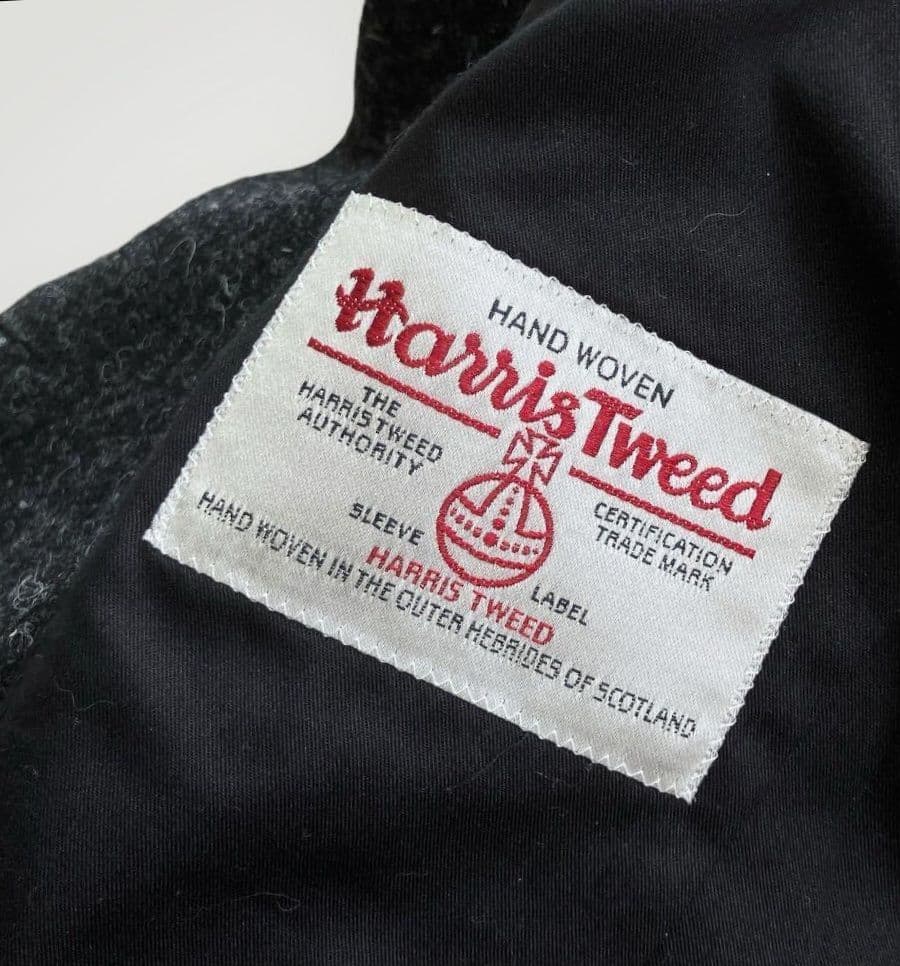 HAND WOVEN
Harris Tweed
THE
HARRIS TWEED
AUTHORITY
CERTIFICATION
TRADE MARK
SLEEVE
LABEL
HARRIS TWEED
HAND WOVEN IN THE OUTER HEBRIDES OF SCOTLAND